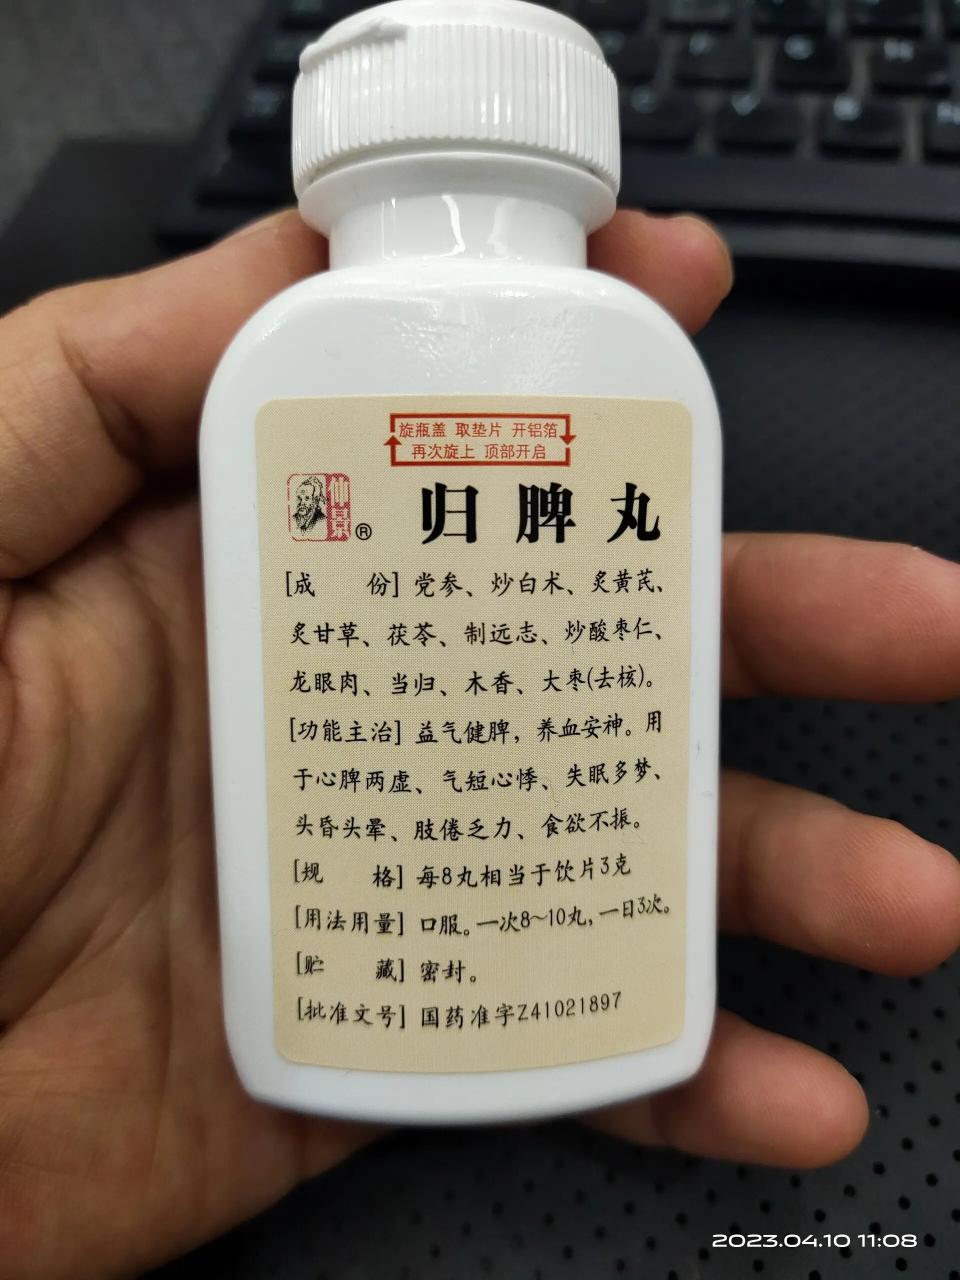 旋瓶盖 取垫片 开铝箔
再次旋上 顶部开启
仲景
®
归脾丸
[成 份] 党参、炒白术、炙黄芪、
炙甘草、茯苓、制远志、炒酸枣仁、
龙眼肉、当归、木香、大枣(去核)。
[功能主治] 益气健脾，养血安神。用
于心脾两虚、气短心悸、失眠多梦、
头昏头晕、肢倦乏力、食欲不振。
[规 格] 每8丸相当于饮片3克
[用法用量] 口服。一次8~10丸，一日3次。
[贮 藏] 密封。
[批准文号] 国药准字Z41021897
2023.04.10 11:08